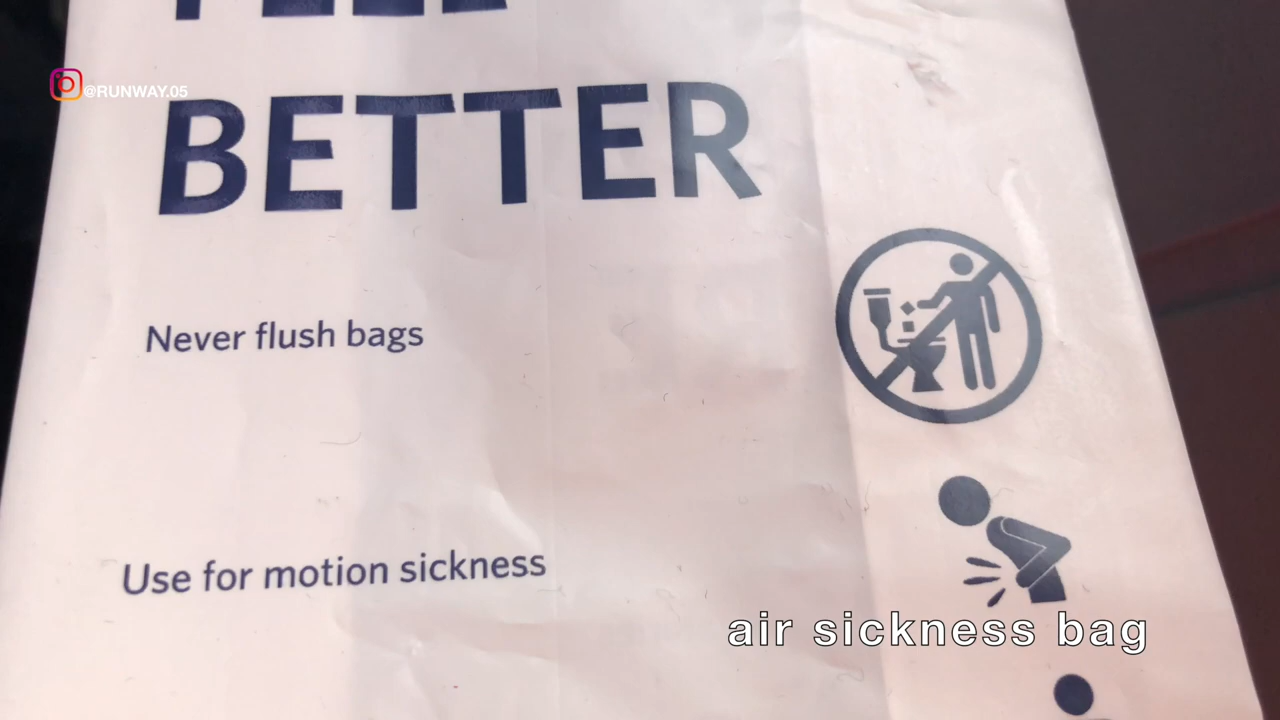 BETTER
@RUNWAY.05
Never flush bags
Use for motion sickness
air sickness bag